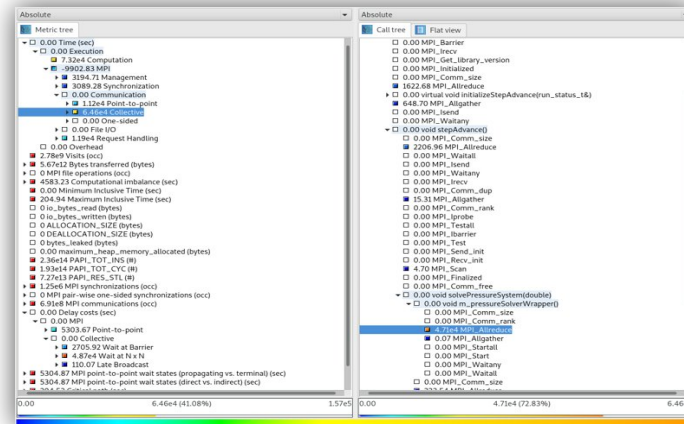 Absolute
Metric tree
0.00 Time (sec)
0.00 Execution
7.32e4 Computation
-9902.83 MPI
3194.71 Management
3089.28 Synchronization
0.00 Communication
1.12e4 Point-to-point
6.46e4 Collective
0.00 One-sided
0.00 File I/O
1.19e4 Request Handling
0.00 Overhead
2.78e9 Visits (occ)
5.67e12 Bytes transferred (bytes)
0 MPI file operations (occ)
4583.23 Computational imbalance (sec)
0.00 Minimum Inclusive Time (sec)
204.94 Maximum Inclusive Time (sec)
0 io_bytes_read (bytes)
0 io_bytes_written (bytes)
0 ALLOCATION_SIZE (bytes)
0 DEALLOCATION_SIZE (bytes)
0 bytes_leaked (bytes)
0.00 maximum_heap_memory_allocated (bytes)
2.36e14 PAPI_TOT_INS (#)
1.93e14 PAPI_TOT_CYC (#)
7.27e13 PAPI_RES_STL (#)
1.25e6 MPI synchronizations (occ)
0 MPI pair-wise one-sided synchronizations (occ)
6.91e8 MPI communications (occ)
0.00 Delay costs (sec)
0.00 MPI
5303.67 Point-to-point
0.00 Collective
2705.92 Wait at Barrier
4.87e4 Wait at N x N
110.07 Late Broadcast
5304.87 MPI point-to-point wait states (propagating vs. terminal) (sec)
5304.87 MPI point-to-point wait states (direct vs. indirect) (sec)
0.00 6.46e4 (41.08%) 1.57e5
Absolute
Call tree Flat view
0.00 MPI_Barrier
0.00 MPI_Irecv
0.00 MPI_Get_library_version
0.00 MPI_Initialized
0.00 MPI_Comm_size
1622.68 MPI_Allreduce
0.00 virtual void initializeStepAdvance(run_status_t&)
648.70 MPI_Allgather
0.00 MPI_Isend
0.00 MPI_Waitany
0.00 void stepAdvance()
0.00 MPI_Comm_size
2206.96 MPI_Allreduce
0.00 MPI_Waitall
0.00 MPI_Isend
0.00 MPI_Waitany
0.00 MPI_Irecv
0.00 MPI_Comm_dup
15.31 MPI_Allgather
0.00 MPI_Comm_rank
0.00 MPI_Iprobe
0.00 MPI_Testall
0.00 MPI_Ibarrier
0.00 MPI_Test
0.00 MPI_Send_init
0.00 MPI_Recv_init
4.70 MPI_Scan
0.00 MPI_Finalized
0.00 MPI_Comm_free
0.00 void solvePressureSystem(double)
0.00 void m_pressureSolverWrapper()
0.00 MPI_Comm_size
0.00 MPI_Comm_rank
4.71e4 MPI_Allreduce
0.07 MPI_Allgather
0.00 MPI_Startall
0.00 MPI_Start
0.00 MPI_Waitany
0.00 MPI_Waitall
0.00 MPI_Comm_size
0.00 4.71e4 (72.83%) 6.46